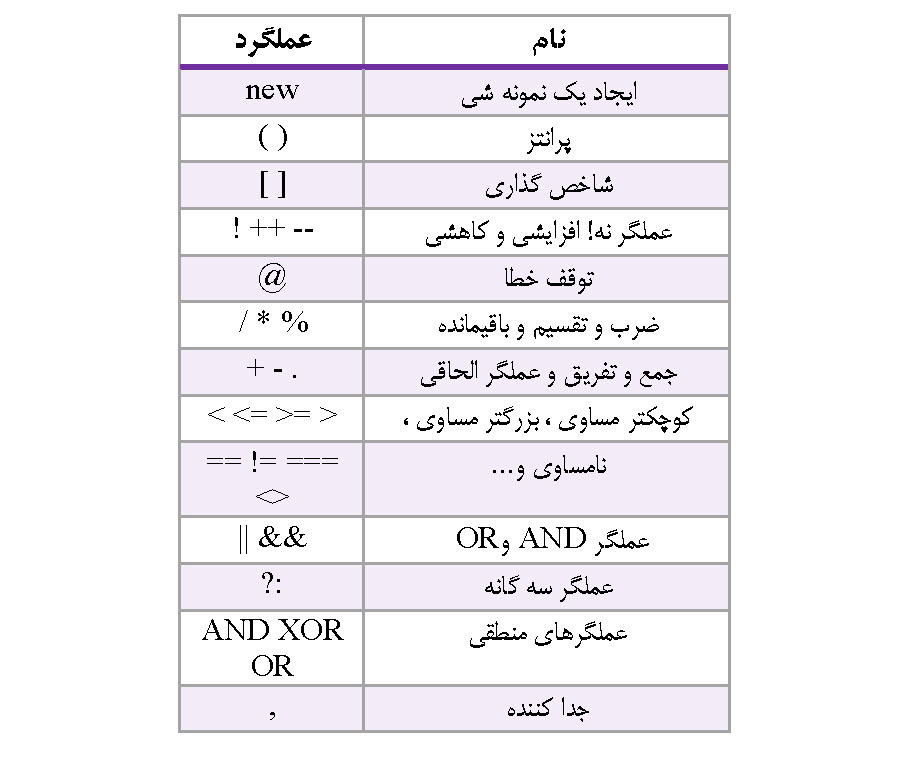 نام عملگرد
ایجاد یک نمونه شی new
پرانتز ( )
شاخص گذاری [ ]
عملگر نه! افزایشی و کاهشی ! ++ --
توقف خطا @
ضرب و تقسیم و باقیمانده / * %
جمع و تفریق و عملگر الحاقی + - .
کوچکتر مساوی ، بزرگتر مساوی ، < <= >= >
نامساوی و... == != ===
<>
عملگر AND وOR || &&
عملگر سه گانه ?:
عملگرهای منطقی AND XOR
OR
جدا کننده ,